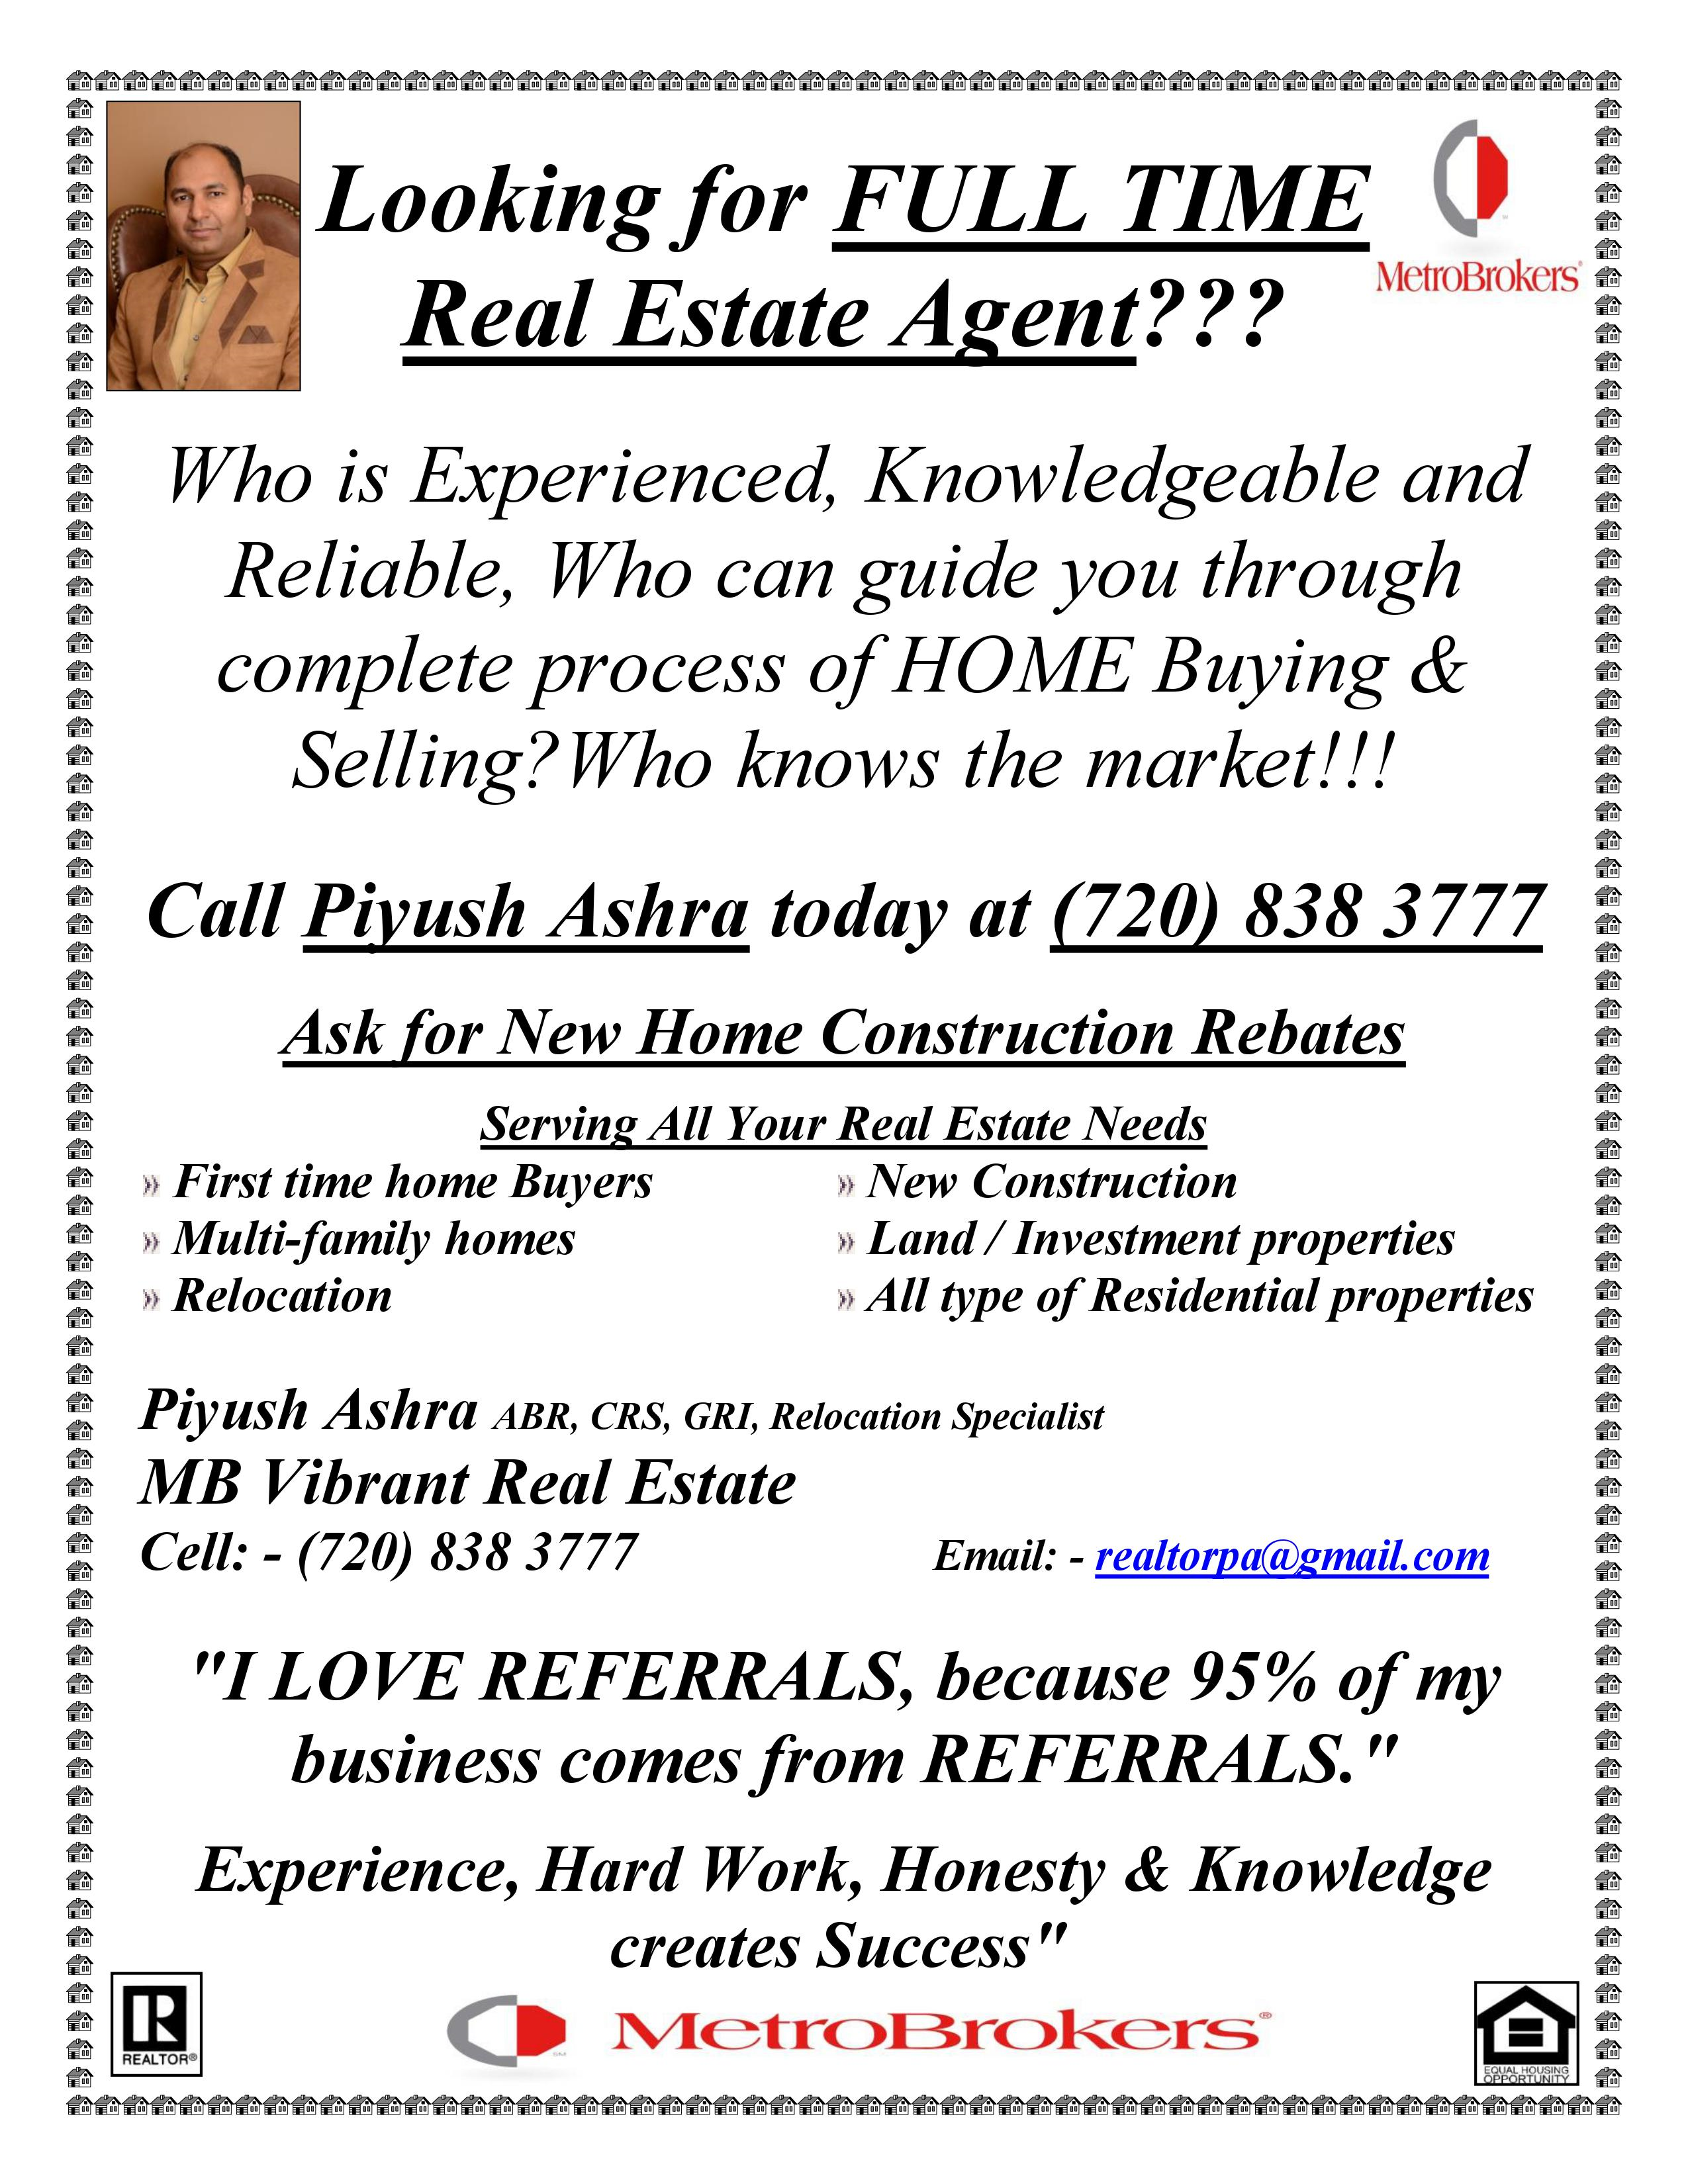 Looking for FULL TIME
Real Estate Agent???
MetroBrokers®
Who is Experienced, Knowledgeable and
Reliable, Who can guide you through
complete process of HOME Buying &
Selling? Who knows the market!!!
Call Piyush Ashra today at (720) 838 3777
Ask for New Home Construction Rebates
Serving All Your Real Estate Needs
» First time home Buyers
» New Construction
» Multi-family homes
» Land / Investment properties
» Relocation
» All type of Residential properties
Piyush Ashra ABR, CRS, GRI, Relocation Specialist
MB Vibrant Real Estate
Cell: - (720) 838 3777
Email: - realtorpa@gmail.com
"I LOVE REFERRALS, because 95% of my
business comes from REFERRALS."
Experience, Hard Work, Honesty & Knowledge
creates Success"
R
REALTOR®
MetroBrokers®
EQUAL HOUSING
OPPORTUNITY